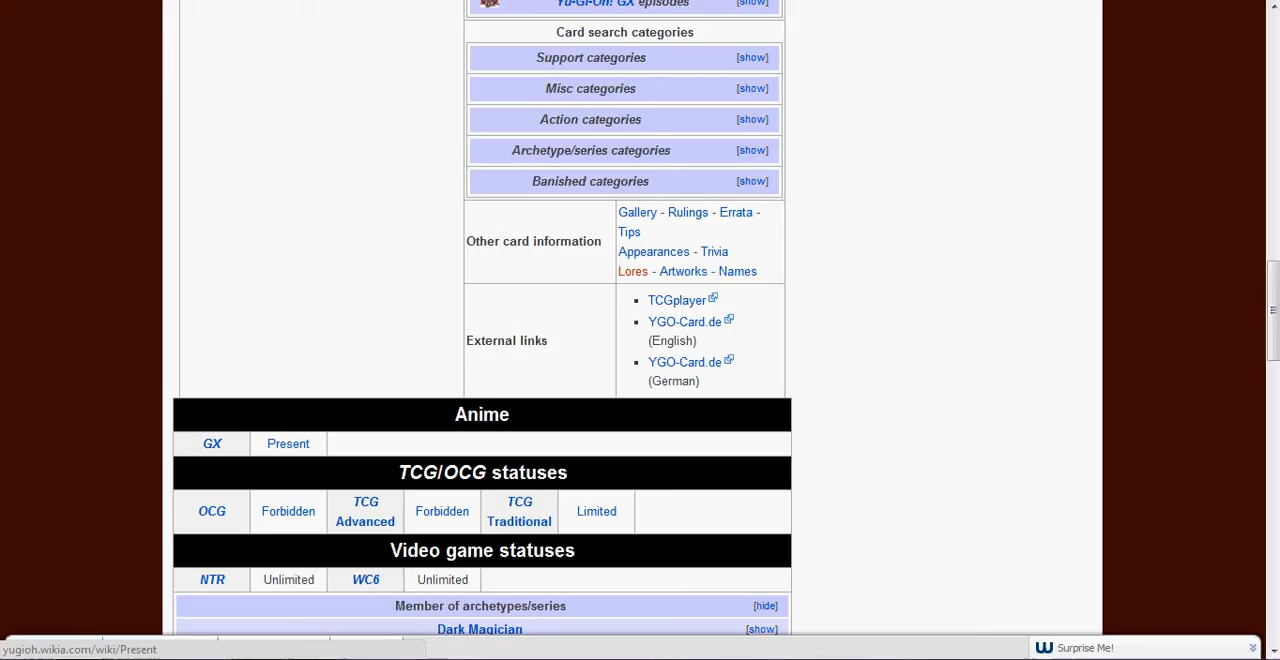 Yu-Gi-Oh! GX episodes [show]
Card search categories
Support categories [show]
Misc categories [show]
Action categories [show]
Archetype/series categories [show]
Banished categories [show]
Other card information
Gallery - Rulings - Errata -
Tips
Appearances - Trivia
Lores - Artworks - Names
External links
TCGplayer
YGO-Card.de
(English)
YGO-Card.de
(German)
Anime
GX Present
TCG/OCG statuses
OCG Forbidden TCG Advanced Forbidden TCG Traditional Limited
Video game statuses
NTR Unlimited WC6 Unlimited
Member of archetypes/series [hide]
Dark Magician [show]
yugioh.wikia.com/wiki/Present
W Surprise Me!